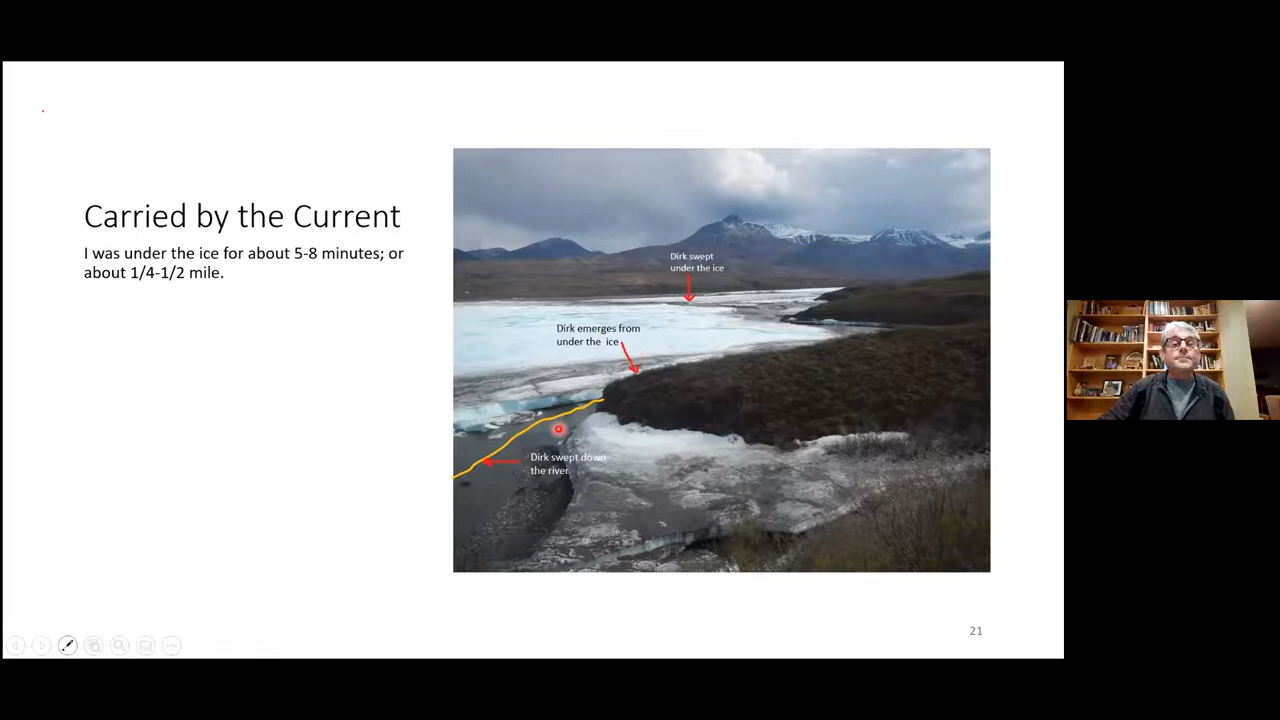 Carried by the Current
I was under the ice for about 5-8 minutes; or
about 1/4-1/2 mile.
Dirk swept
under the ice
Dirk emerges from
under the ice
Dirk swept down
the river
21